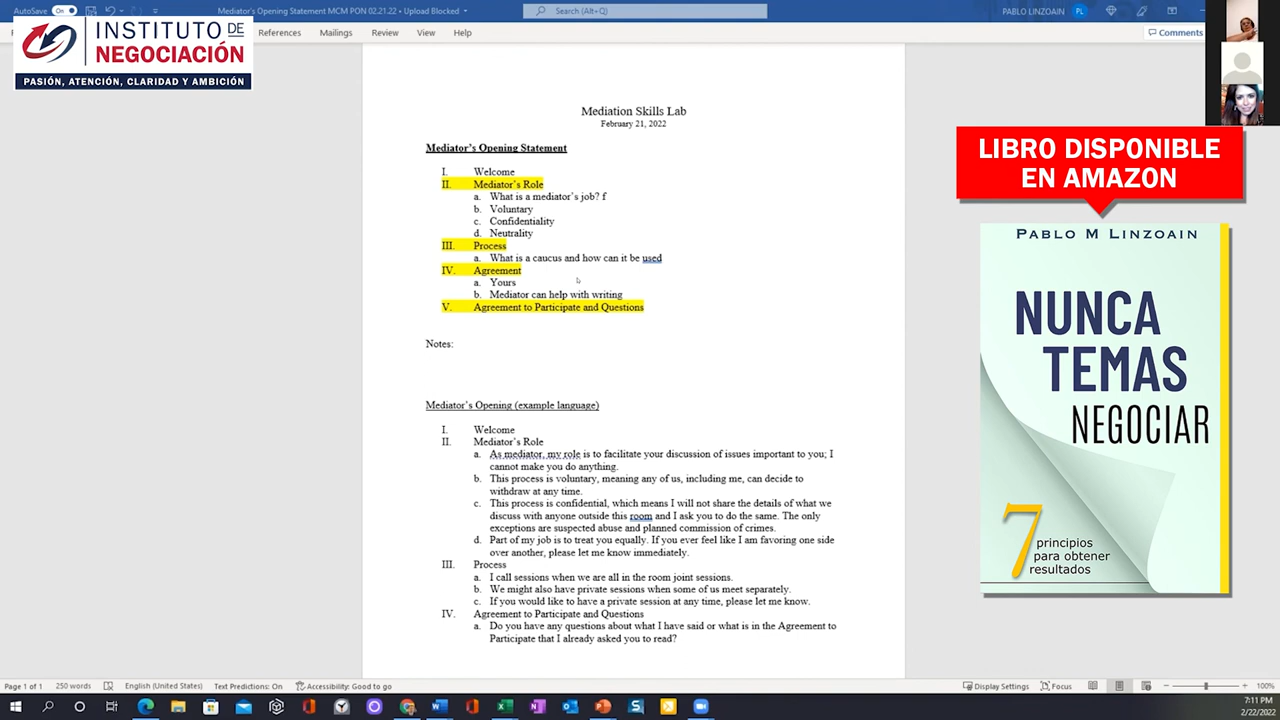 AutoSave On
Mediator's Opening Statement MCM PON 02.21.22 • Upload Blocked
Search (Alt+Q)
PABLO LINZOAIN PL
INSTITUTO DE
NEGOCIACIÓN
PASIÓN, ATENCIÓN, CLARIDAD Y AMBICIÓN
References Mailings Review View Help
Comments
Mediation Skills Lab
February 21, 2022
Mediator's Opening Statement
I. Welcome
II. Mediator's Role
a. What is a mediator's job? f
b. Voluntary
c. Confidentiality
d. Neutrality
III. Process
a. What is a caucus and how can it be used
IV. Agreement
a. Yours
b. Mediator can help with writing
V. Agreement to Participate and Questions
Notes:
Mediator's Opening (example language)
I. Welcome
II. Mediator's Role
a. As mediator, my role is to facilitate your discussion of issues important to you; I
cannot make you do anything.
b. This process is voluntary, meaning any of us, including me, can decide to
withdraw at any time.
c. This process is confidential, which means I will not share the details of what we
discuss with anyone outside this room and I ask you to do the same. The only
exceptions are suspected abuse and planned commission of crimes.
d. Part of my job is to treat you equally. If you ever feel like I am favoring one side
over another, please let me know immediately.
III. Process
a. I call sessions when we are all in the room joint sessions.
b. We might also have private sessions when some of us meet separately.
c. If you would like to have a private session at any time, please let me know.
IV. Agreement to Participate and Questions
a. Do you have any questions about what I have said or what is in the Agreement to
Participate that I already asked you to read?
LIBRO DISPONIBLE
EN AMAZON
PABLO M LINZOAIN
NUNCA
TEMAS
NEGOCIAR
7 principios
para obtener
resultados
Page 1 of 1 250 words English (United States) Text Predictions: On Accessibility: Good to go
Display Settings Focus 100%
7:11 PM
2/22/2022